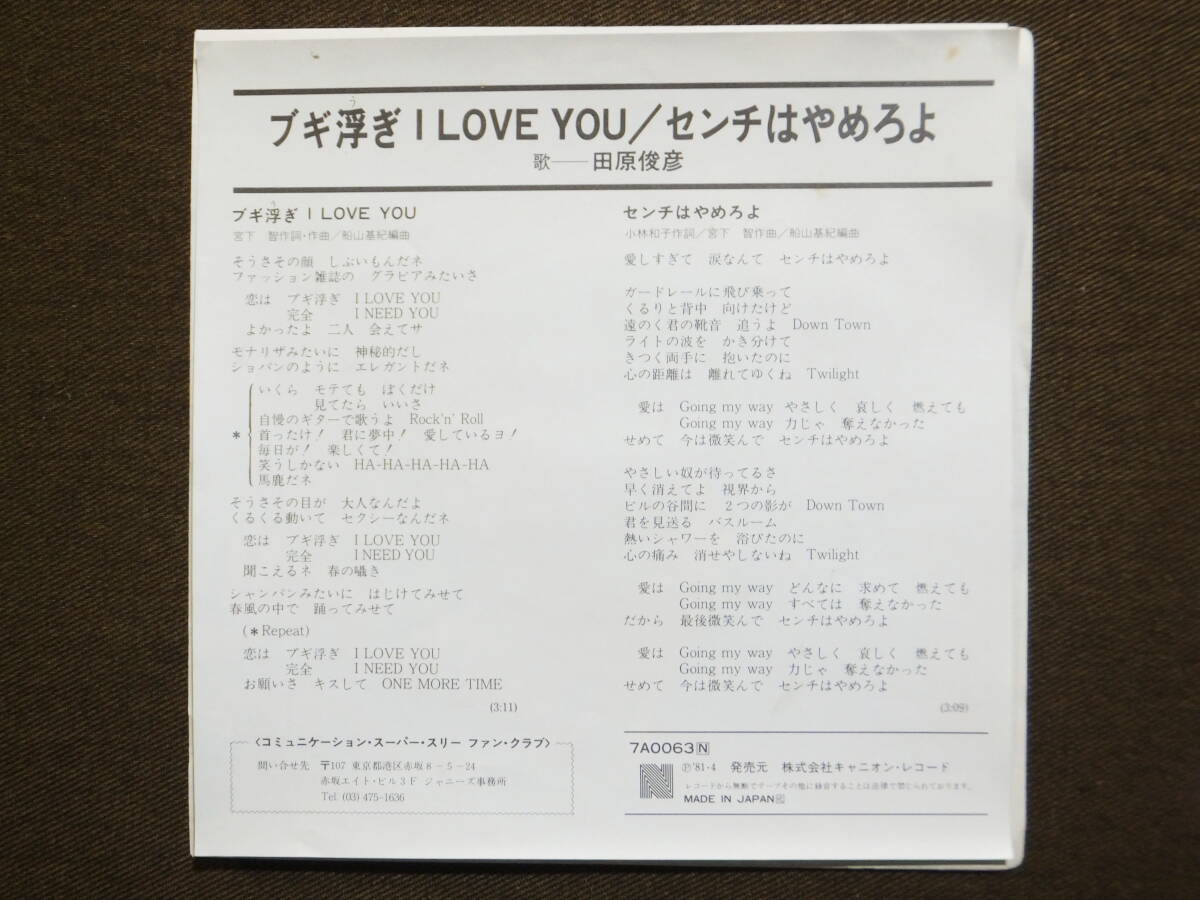 ブギ浮ぎ I LOVE YOU/センチはやめろよ
歌——田原俊彦
ブギ浮ぎ I LOVE YOU
宮下 智作詞・作曲/船山基紀編曲
そうさその顔 しぶいもんだネ
ファッション雑誌の グラビアみたいさ
恋は ブギ浮ぎ I LOVE YOU
完全 I NEED YOU
よかったよ 二人 会えてサ
モナリザみたいに 神秘的だし
ショパンのように エレガントだネ
いくら モテても ぼくだけ
見てたら いいさ
自慢のギターで歌うよ Rock'n' Roll
* 首ったけ! 君に夢中! 愛しているヨ!
毎日が! 楽しくて!
笑うしかない HA-HA-HA-HA-HA
馬鹿だネ
そうさその目が 大人なんだよ
くるくる動いて セクシーなんだネ
恋は ブギ浮ぎ I LOVE YOU
完全 I NEED YOU
聞こえるネ 春の囁き
シャンパンみたいに はじけてみせて
春風の中で 踊ってみせて
(*Repeat)
恋は ブギ浮ぎ I LOVE YOU
完全 I NEED YOU
お願いさ キスして ONE MORE TIME
(3:11)
〈コミュニケーション・スーパー・スリー ファン・クラブ〉
問い合せ先 〒107 東京都港区赤坂8-5-24
赤坂エイト・ビル3F ジャニーズ事務所
Tel (03) 475-1636
センチはやめろよ
小林和子作詞/宮下 智作曲/船山基紀編曲
愛しすぎて 涙なんて センチはやめろよ
ガードレールに飛び乗って
くるりと背中 向けたけど
遠のく君の靴音 追うよ Down Town
ライトの波を かき分けて
きつく両手に 抱いたのに
心の距離は 離れてゆくね Twilight
愛は Going my way やさしく 哀しく 燃えても
Going my way 力じゃ 奪えなかった
せめて 今は微笑んで センチはやめろよ
やさしい奴が待ってるさ
早く消えてよ 視界から
ビルの谷間に 2つの影が Down Town
君を見送る バスルーム
熱いシャワーを 浴びたのに
心の痛み 消せやしないね Twilight
愛は Going my way どんなに 求めて 燃えても
Going my way すべては 奪えなかった
だから 最後微笑んで センチはやめろよ
愛は Going my way やさしく 哀しく 燃えても
Going my way 力じゃ 奪えなかった
せめて 今は微笑んで センチはやめろよ
(3:09)
7A0063 N
Ⓟ'81・4 発売元 株式会社キャニオン・レコード
レコードから無断でテープその他に録音することは法律で禁じられております。
MADE IN JAPAN